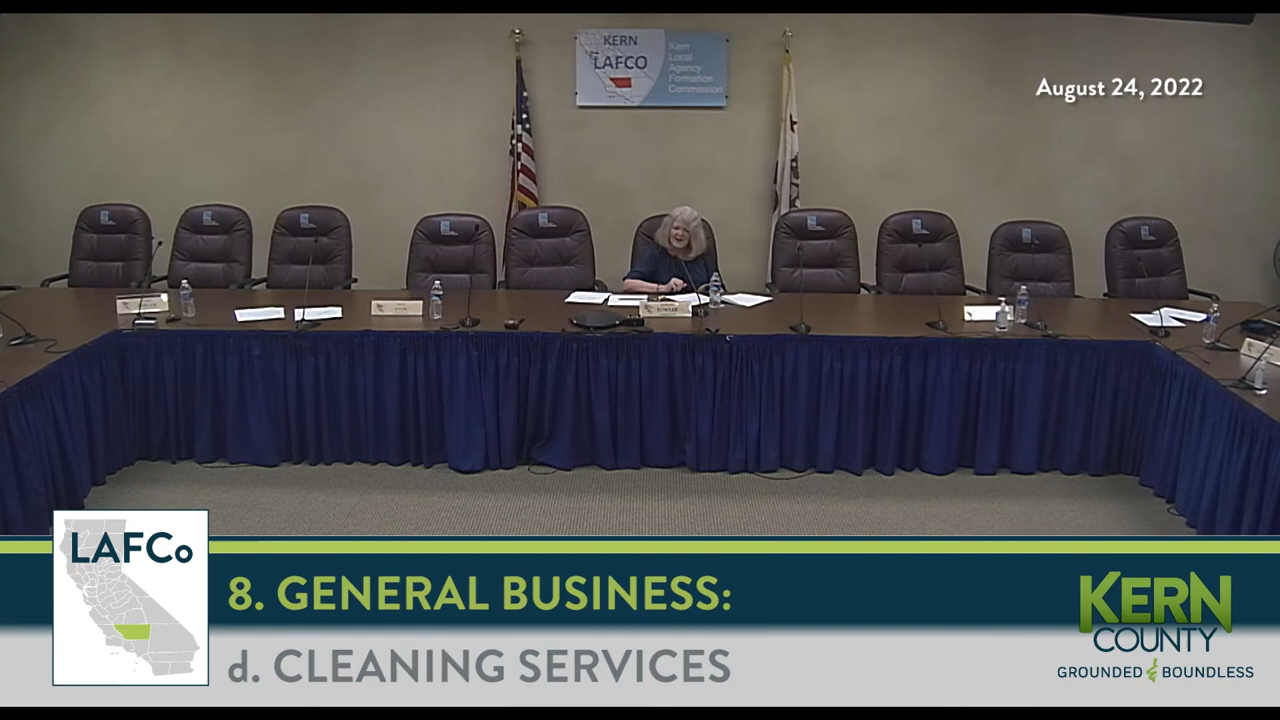 KERN
LAFCO
Kern
Local
Agency
Formation
Commission
August 24, 2022
FOWLER
LAFCo
8. GENERAL BUSINESS:
d. CLEANING SERVICES
KERN
COUNTY
GROUNDED BOUNDLESS